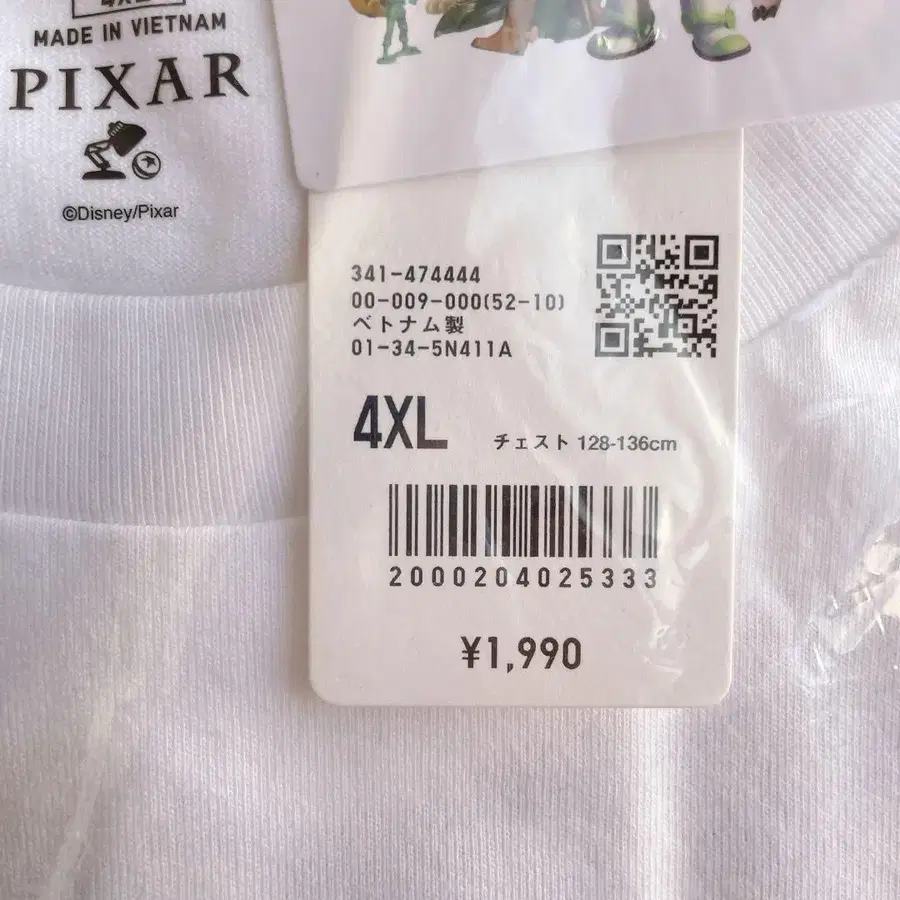 4XL
MADE IN VIETNAM
PIXAR
©Disney/Pixar
341-474444
00-009-000(52-10)
ベトナム製
01-34-5N411A
4XL
チェスト 128-136cm
2000204025333
¥1,990